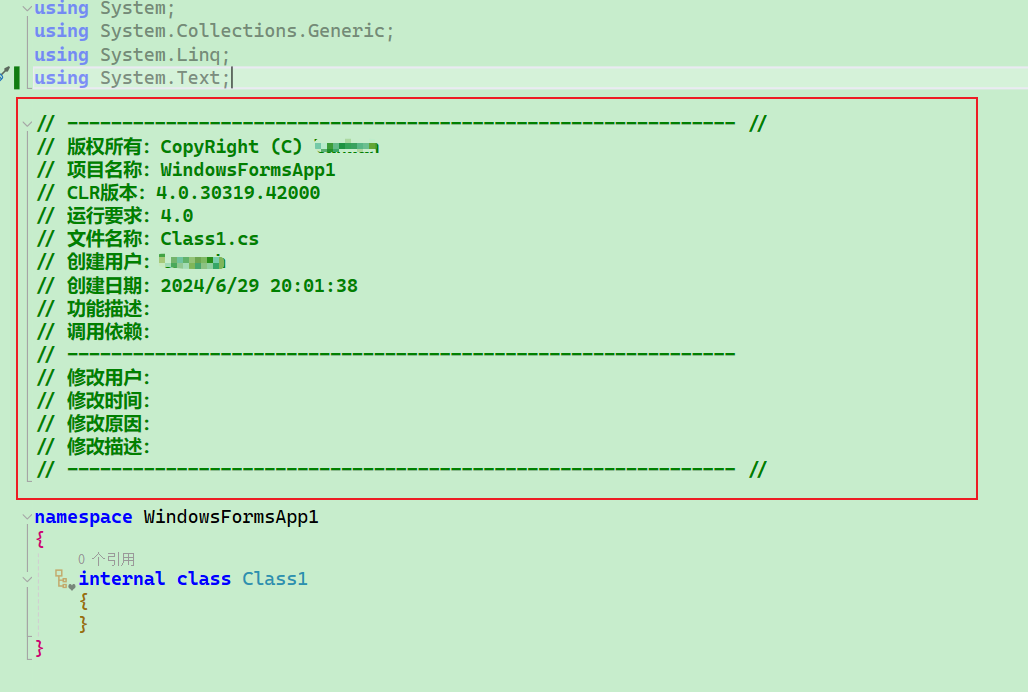 using System;
using System.Collections.Generic;
using System.Linq;
using System.Text;
// ------------------------------------------------------------- //
// 版权所有: CopyRight (C)
// 项目名称: WindowsFormsApp1
// CLR版本: 4.0.30319.42000
// 运行要求: 4.0
// 文件名称: Class1.cs
// 创建用户:
// 创建日期: 2024/6/29 20:01:38
// 功能描述:
// 调用依赖:
// -------------------------------------------------------------
// 修改用户:
// 修改时间:
// 修改原因:
// 修改描述:
// ------------------------------------------------------------- //
namespace WindowsFormsApp1
{
0 个引用
internal class Class1
{
}
}